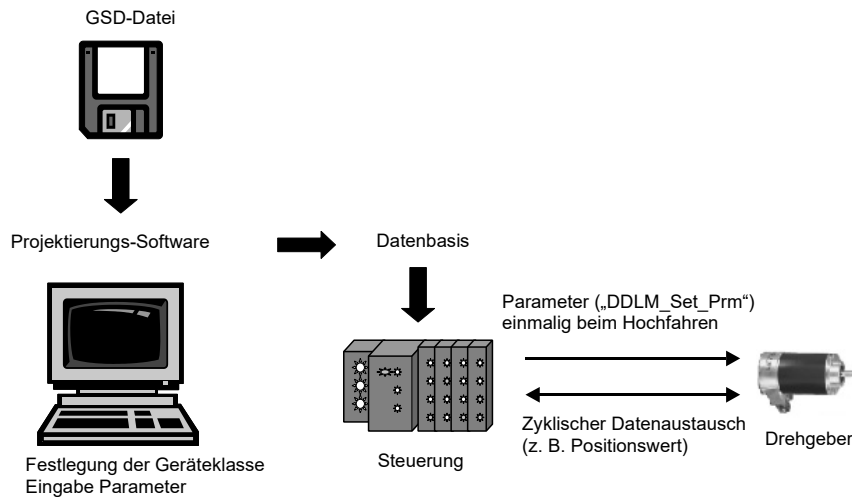 GSD-Datei
Projektierungs-Software
Datenbasis
Parameter („DDLM_Set_Prm“)
einmalig beim Hochfahren
Zyklischer Datenaustausch
(z. B. Positionswert)
Drehgeber
Steuerung
Festlegung der Geräteklasse
Eingabe Parameter